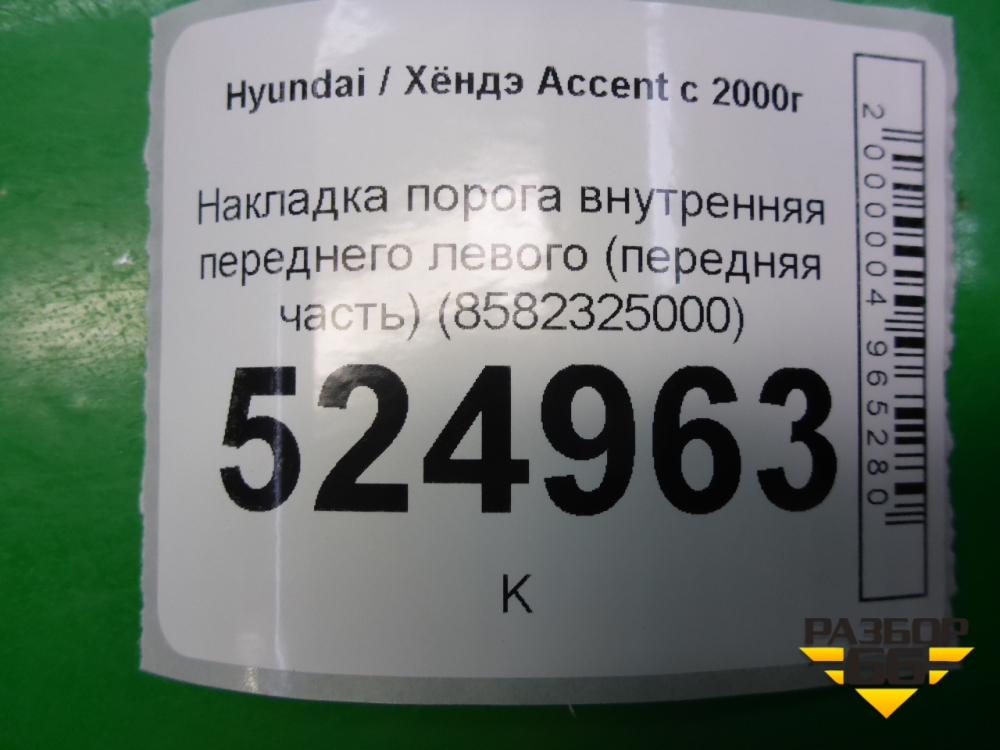 Hyundai / Хёндэ Accent с 2000г
Накладка порога внутренняя
переднего левого (передняя
часть) (8582325000)
524963
К
2000004965280
РАЗБОР
66